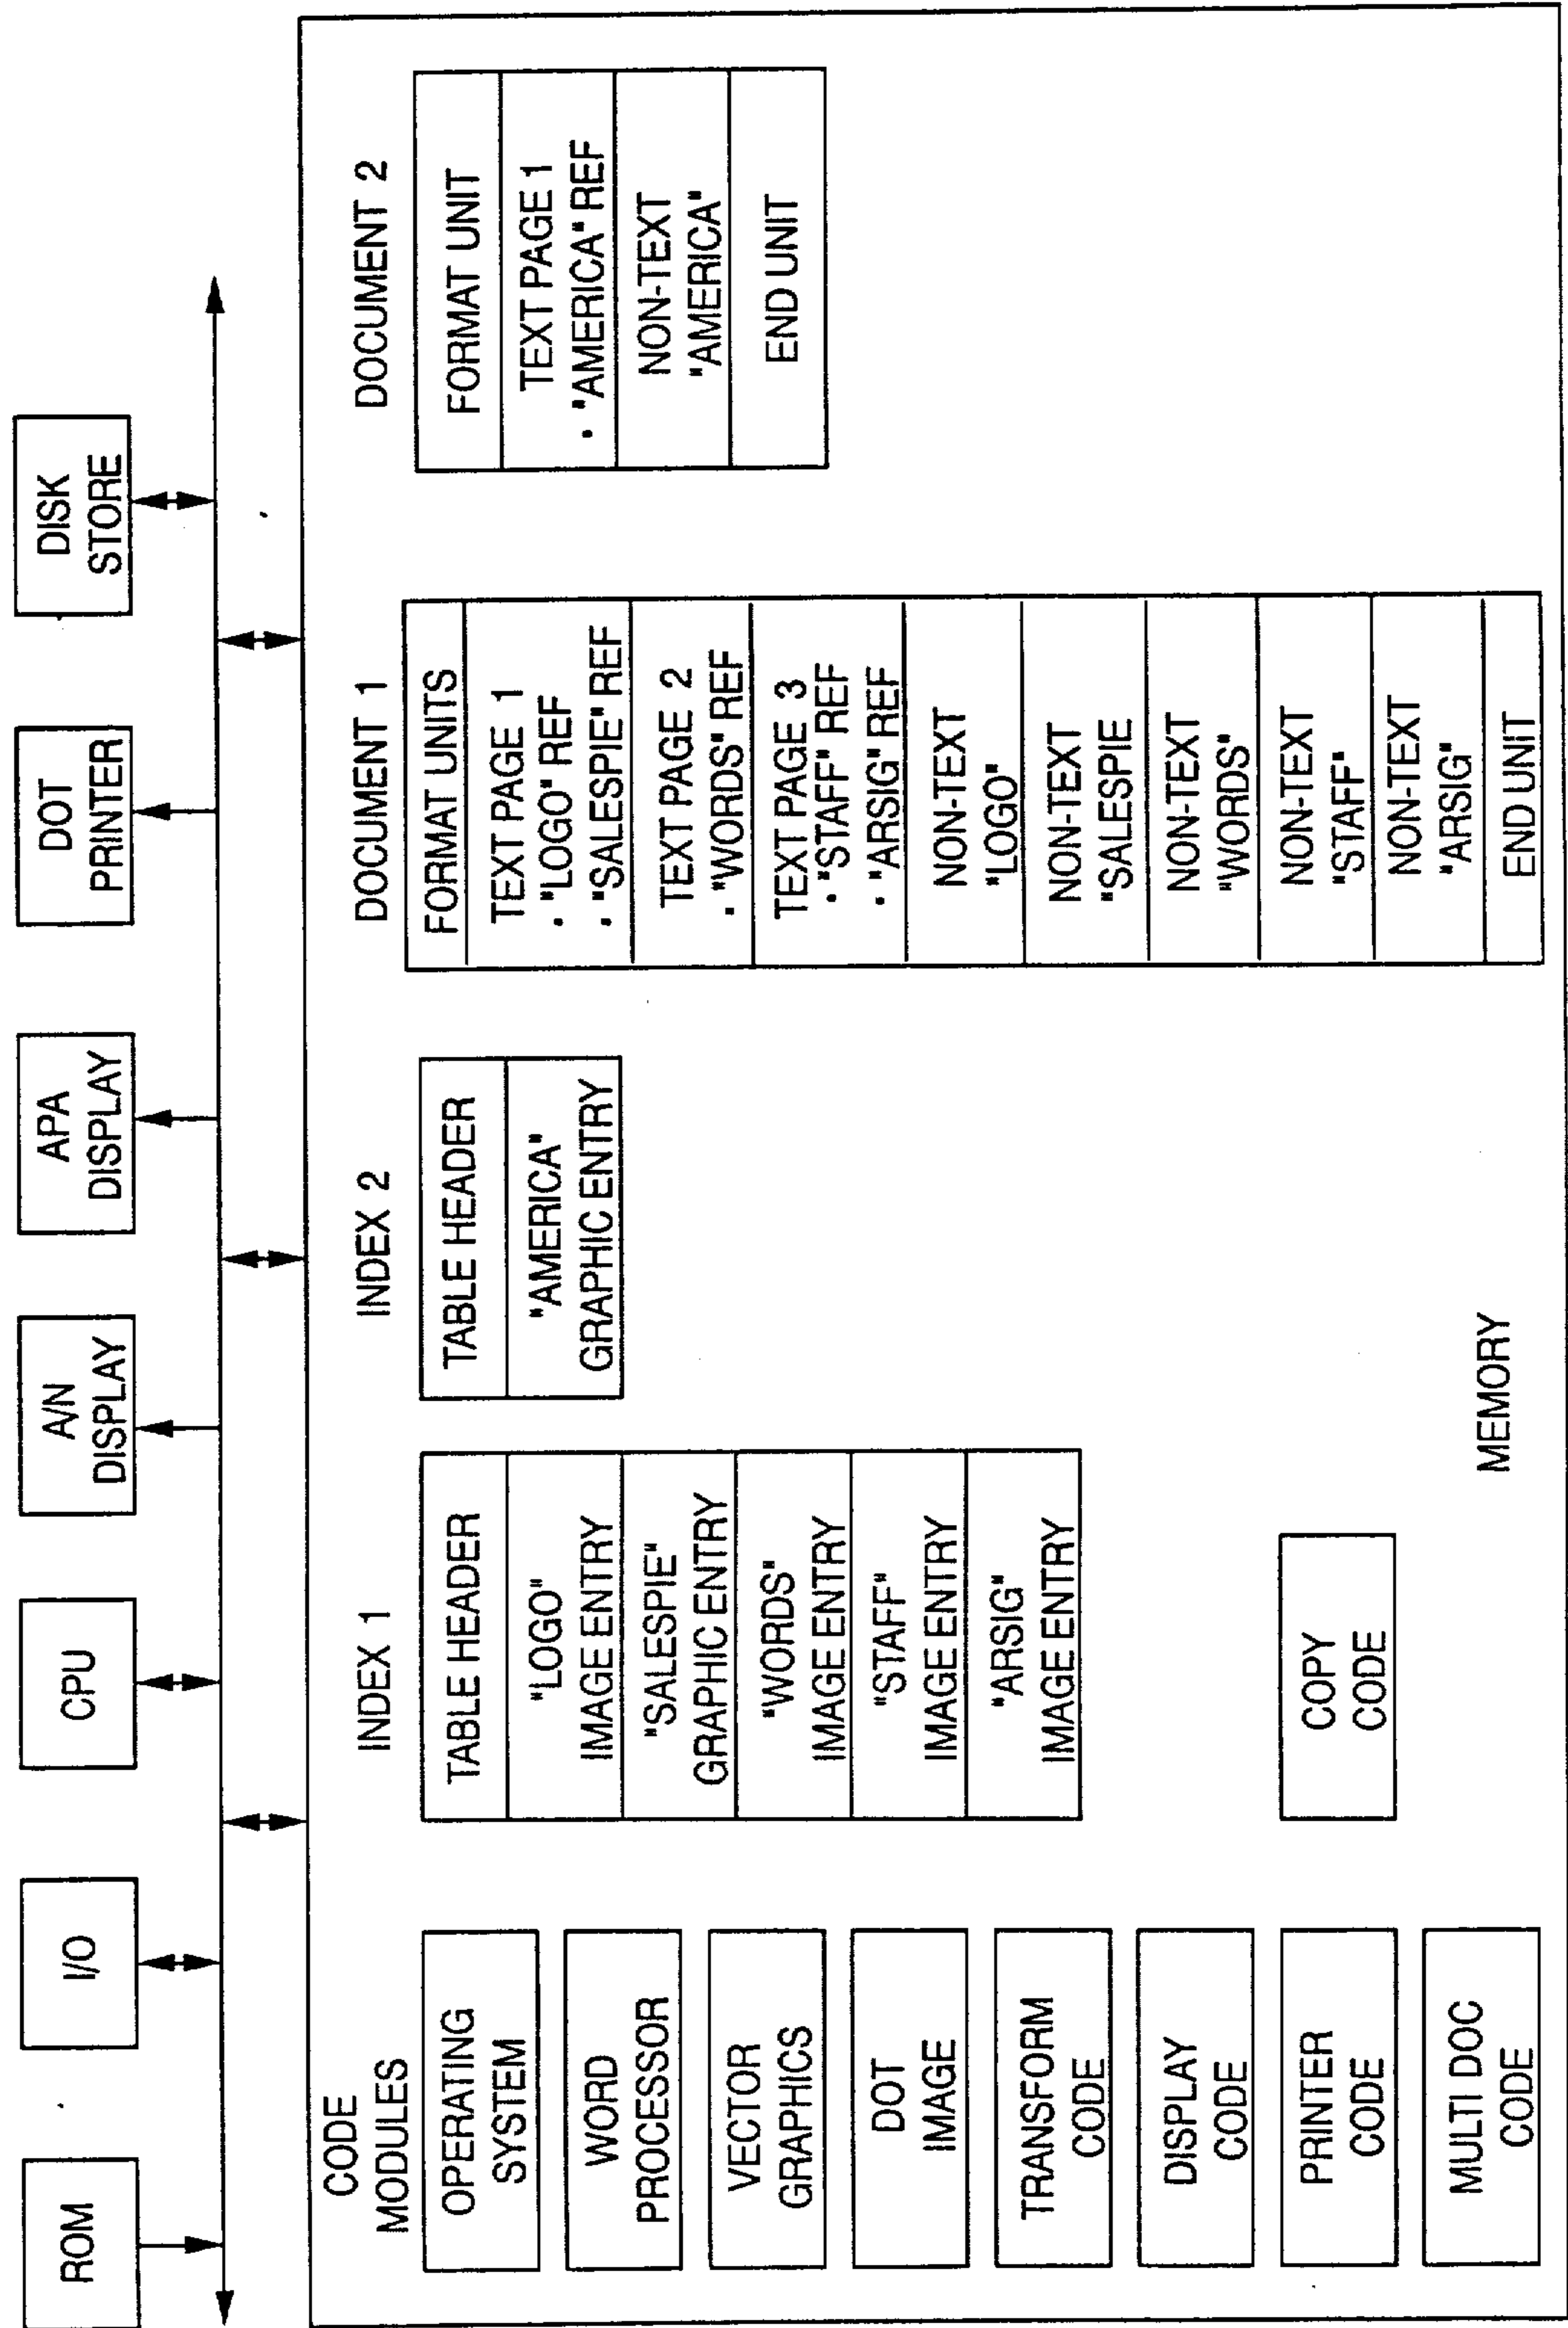 ROM
I/O
CPU
A/N
DISPLAY
APA
DISPLAY
DOT
PRINTER
DISK
STORE
CODE
MODULES
OPERATING
SYSTEM
WORD
PROCESSOR
VECTOR
GRAPHICS
DOT
IMAGE
TRANSFORM
CODE
DISPLAY
CODE
PRINTER
CODE
MULTI DOC
CODE
INDEX 1
TABLE HEADER
"LOGO"
IMAGE ENTRY
"SALESPIE"
GRAPHIC ENTRY
"WORDS"
IMAGE ENTRY
"STAFF"
IMAGE ENTRY
"ARSIG"
IMAGE ENTRY
COPY
CODE
INDEX 2
TABLE HEADER
"AMERICA"
GRAPHIC ENTRY
MEMORY
DOCUMENT 1
FORMAT UNITS
TEXT PAGE 1
. "LOGO" REF
. "SALESPIE" REF
TEXT PAGE 2
. "WORDS" REF
TEXT PAGE 3
. "STAFF" REF
. "ARSIG" REF
NON-TEXT
"LOGO"
NON-TEXT
"SALESPIE
NON-TEXT
"WORDS"
NON-TEXT
"STAFF"
NON-TEXT
"ARSIG"
END UNIT
DOCUMENT 2
FORMAT UNIT
TEXT PAGE 1
. "AMERICA" REF
NON-TEXT
"AMERICA"
END UNIT